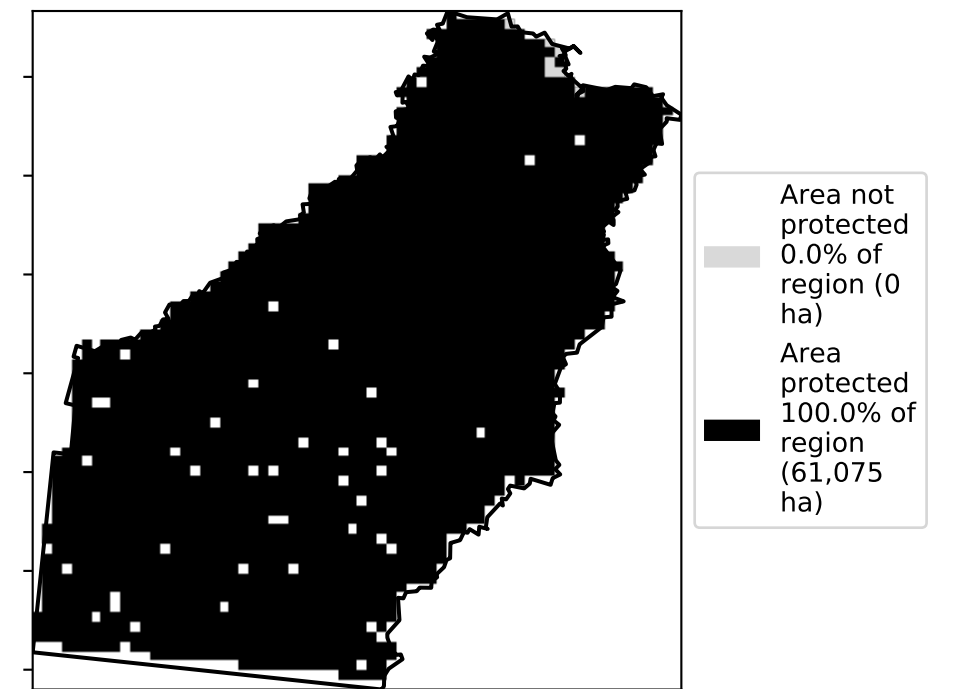 Area not
protected
0.0% of
region (0
ha)
Area
protected
100.0% of
region
(61,075
ha)